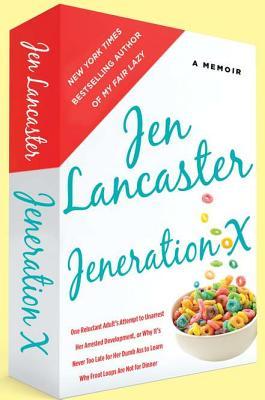 Jen Lancaster
Jeneration X
NEW YORK TIMES
BESTSELLING AUTHOR
OF MY FAIR LAZY
A MEMOIR
Jen
Lancaster
Jeneration X
One Reluctant Adult's Attempt to Unarrest
Her Arrested Development, or Why It's
Never Too Late for Her Dumb Ass to Learn
Why Froot Loops Are Not for Dinner